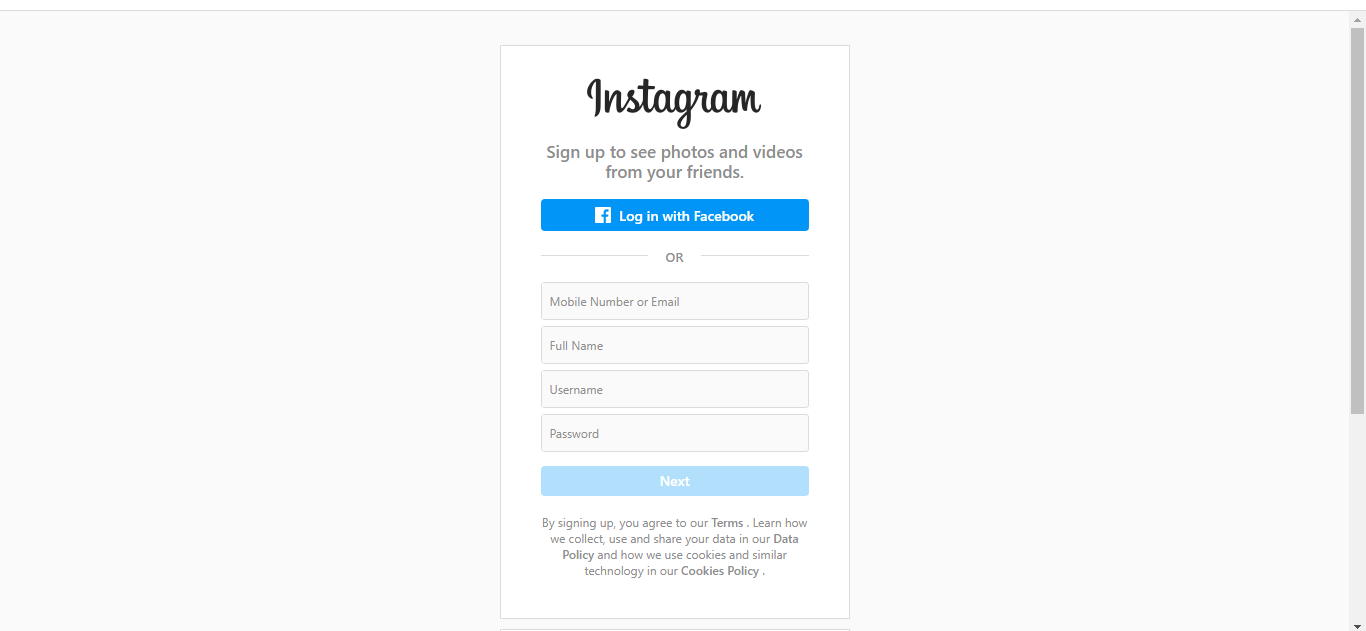 Instagram
Sign up to see photos and videos
from your friends.
Log in with Facebook
OR
Mobile Number or Email
Full Name
Username
Password
Next
By signing up, you agree to our Terms . Learn how
we collect, use and share your data in our Data
Policy and how we use cookies and similar
technology in our Cookies Policy .